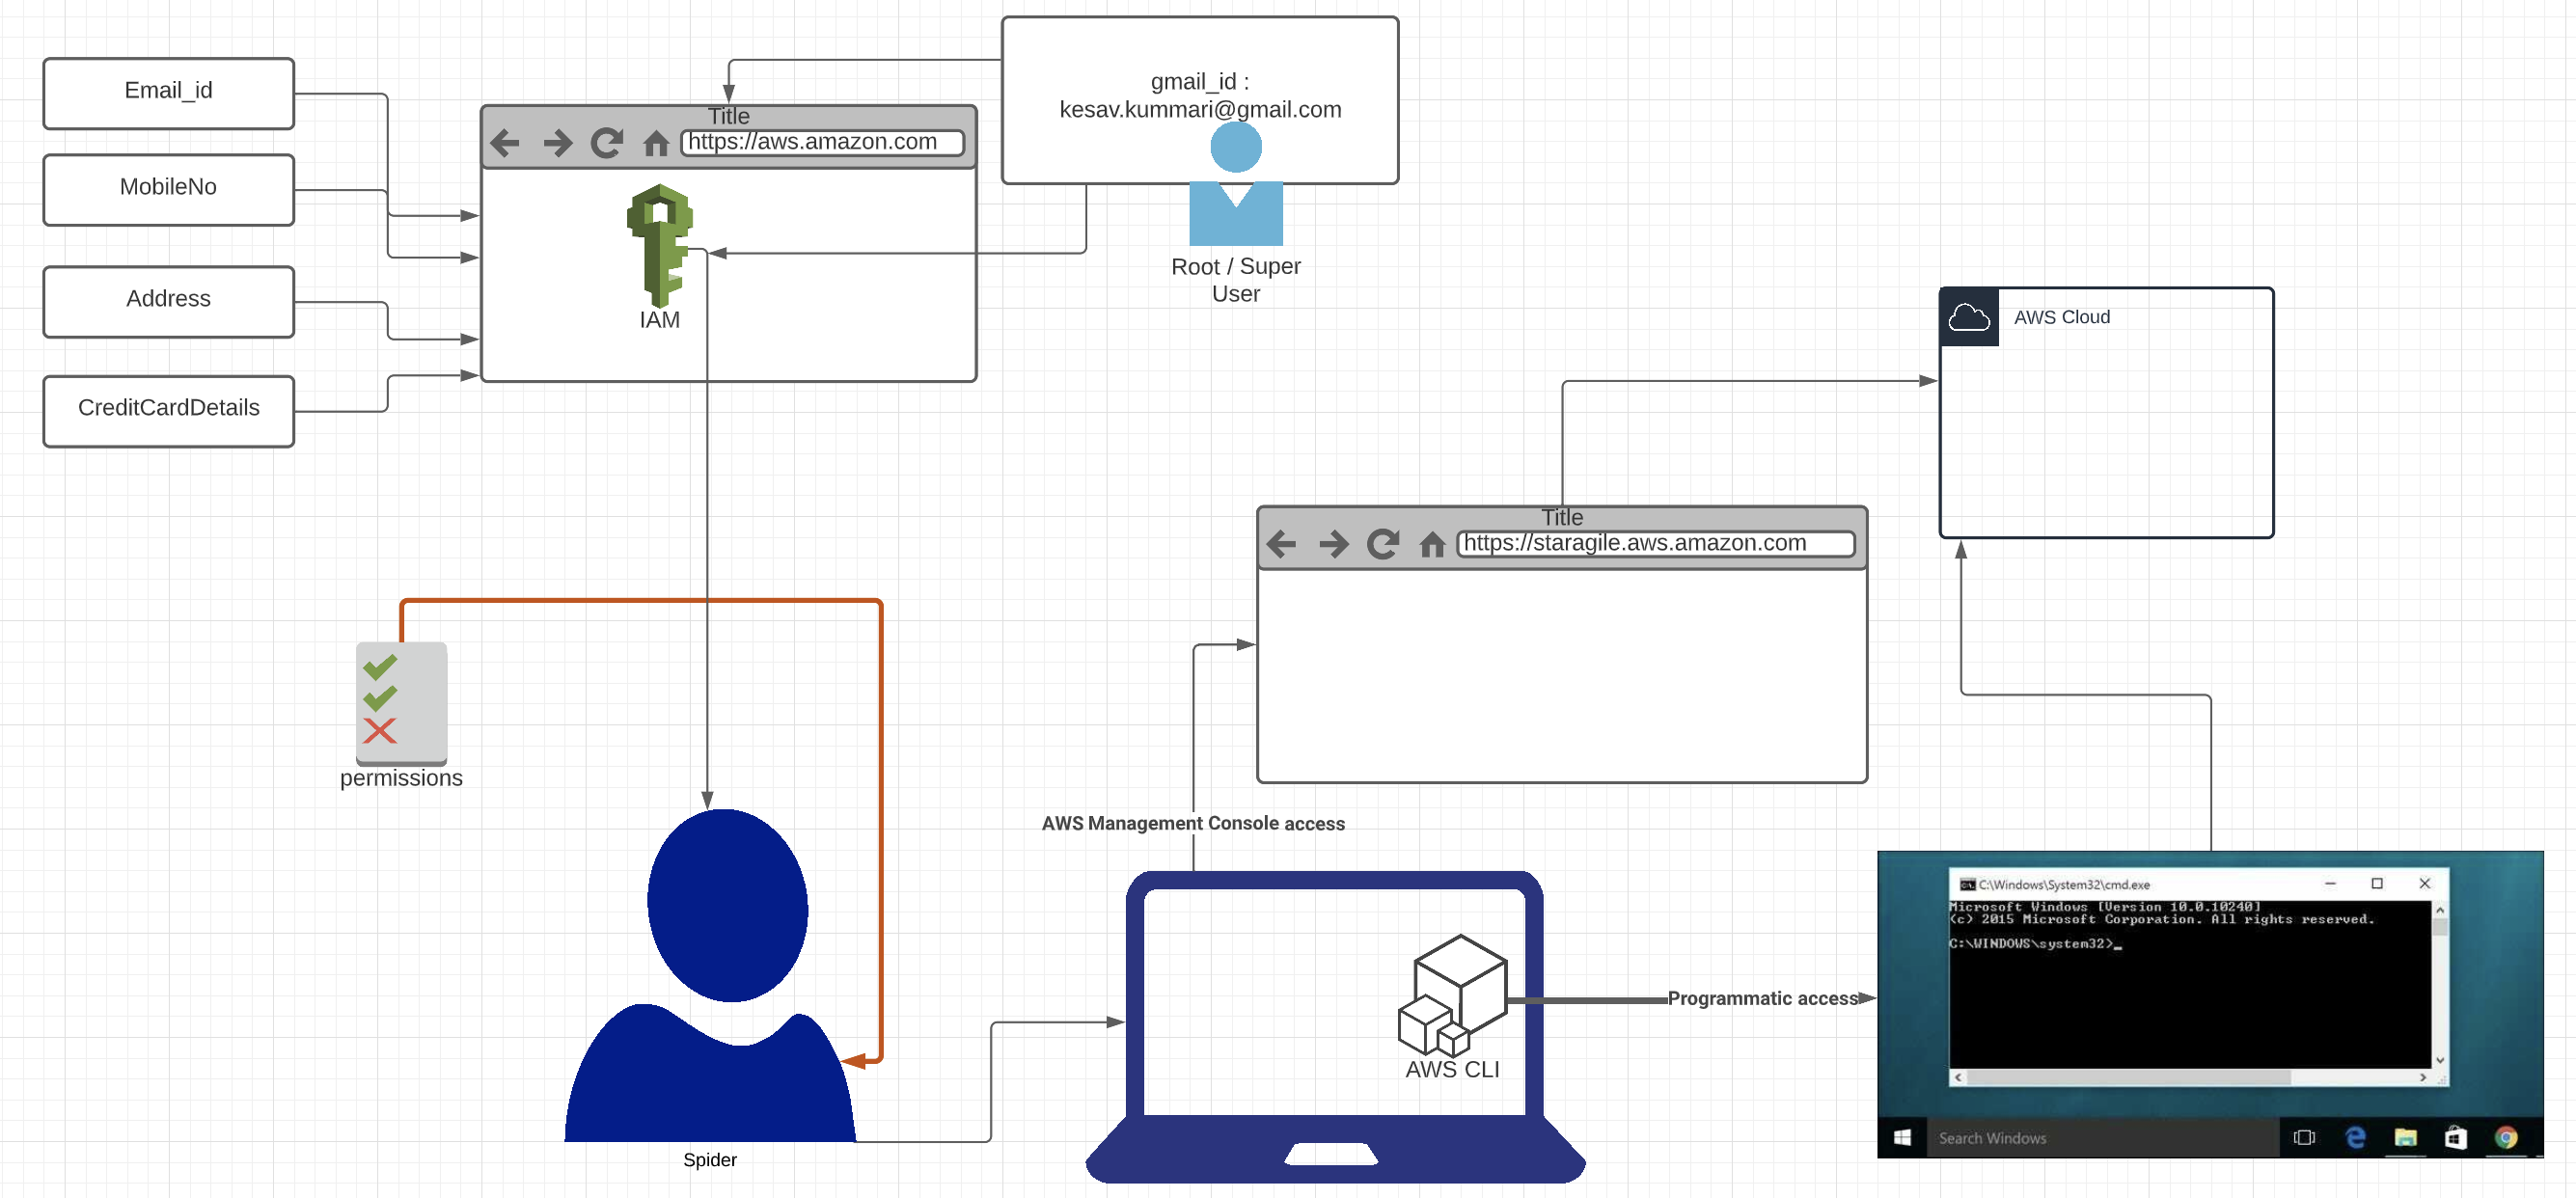 Email_id
MobileNo
Address
CreditCardDetails
Title
https://aws.amazon.com
IAM
gmail_id :
kesav.kummari@gmail.com
Root / Super
User
AWS Cloud
Title
https://staragile.aws.amazon.com
permissions
AWS Management Console access
Spider
AWS CLI
Programmatic access
C:\Windows\System32\cmd.exe
Microsoft Windows [Version 10.0.10240]
(c) 2015 Microsoft Corporation. All rights reserved.
C:\WINDOWS\system32>_
Search Windows